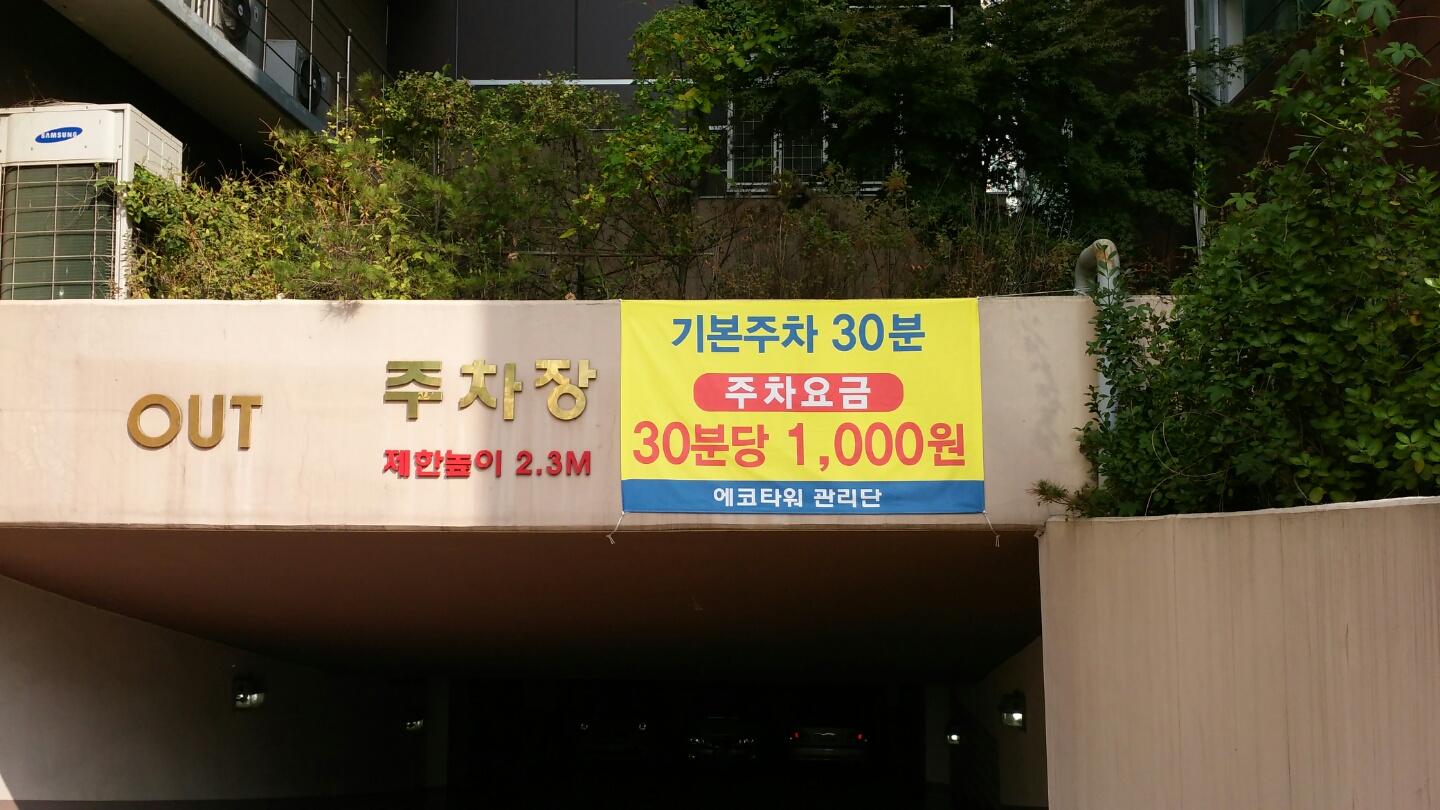 SAMSUNG
OUT
주차장
제한높이 2.3M
기본주차 30분
주차요금
30분당 1,000원
에코타워 관리단